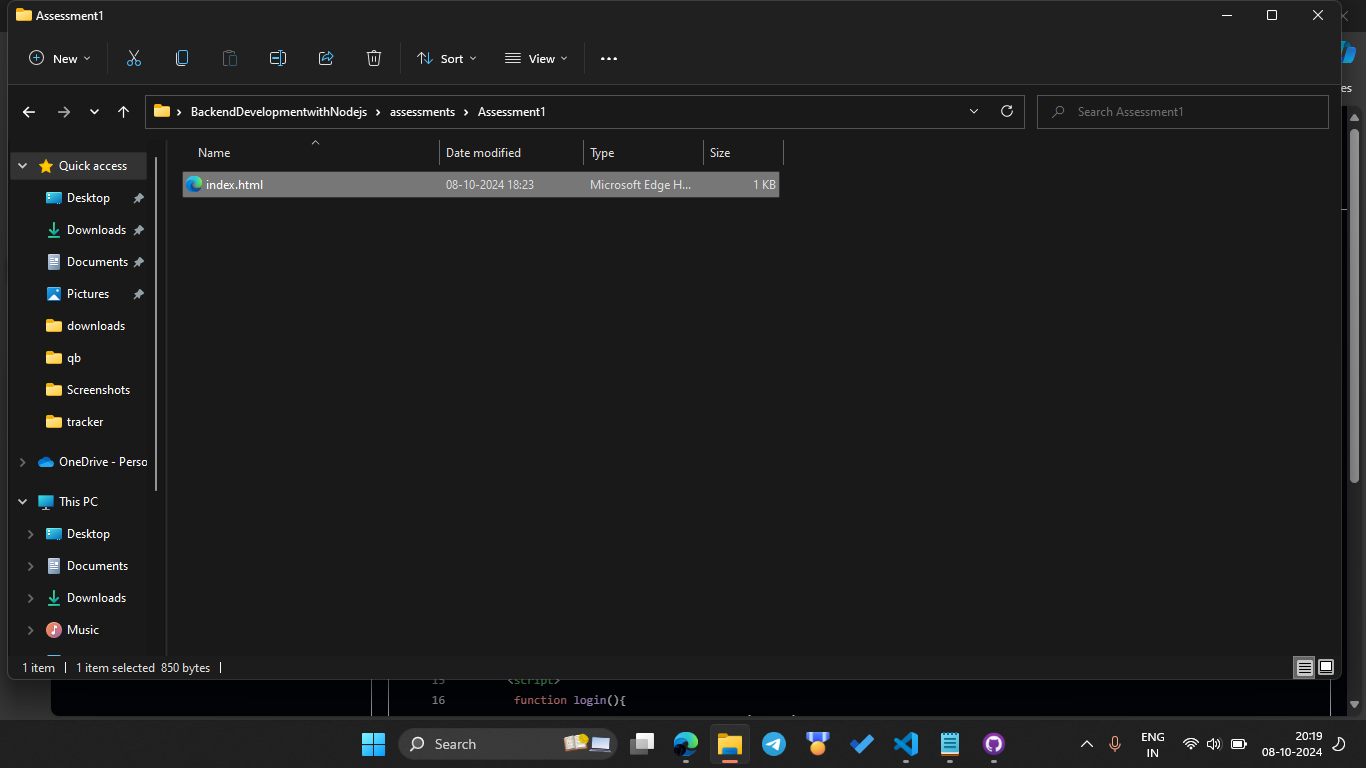 Assessment1
New
Sort
View
BackendDevelopmentwithNodejs
assessments
Assessment1
Search Assessment1
es
Name
Date modified
Type
Size
index.html
08-10-2024 18:23
Microsoft Edge H...
1 KB
Quick access
Desktop
Downloads
Documents
Pictures
downloads
qb
Screenshots
tracker
OneDrive - Perso
This PC
Desktop
Documents
Downloads
Music
1 item
1 item selected 850 bytes
15 <script>
16 function login(){
Search
ENG
IN
20:19
08-10-2024